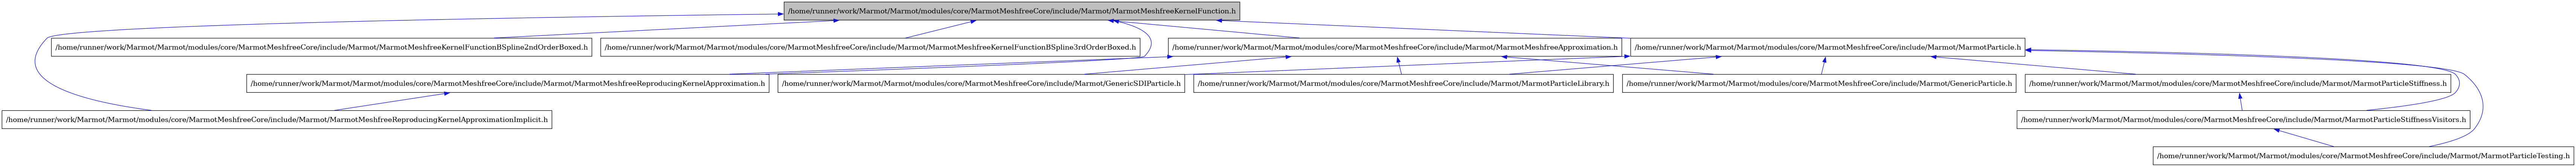 /home/runner/work/Marmot/Marmot/modules/core/MarmotMeshfreeCore/include/Marmot/MarmotMeshfreeKernelFunction.h
/home/runner/work/Marmot/Marmot/modules/core/MarmotMeshfreeCore/include/Marmot/MarmotMeshfreeKernelFunctionBSpline2ndOrderBoxed.h
/home/runner/work/Marmot/Marmot/modules/core/MarmotMeshfreeCore/include/Marmot/MarmotMeshfreeKernelFunctionBSpline3rdOrderBoxed.h
/home/runner/work/Marmot/Marmot/modules/core/MarmotMeshfreeCore/include/Marmot/MarmotMeshfreeApproximation.h
/home/runner/work/Marmot/Marmot/modules/core/MarmotMeshfreeCore/include/Marmot/MarmotParticle.h
/home/runner/work/Marmot/Marmot/modules/core/MarmotMeshfreeCore/include/Marmot/MarmotMeshfreeReproducingKernelApproximation.h
/home/runner/work/Marmot/Marmot/modules/core/MarmotMeshfreeCore/include/Marmot/GenericSDIParticle.h
/home/runner/work/Marmot/Marmot/modules/core/MarmotMeshfreeCore/include/Marmot/MarmotParticleLibrary.h
/home/runner/work/Marmot/Marmot/modules/core/MarmotMeshfreeCore/include/Marmot/GenericParticle.h
/home/runner/work/Marmot/Marmot/modules/core/MarmotMeshfreeCore/include/Marmot/MarmotParticleStiffness.h
/home/runner/work/Marmot/Marmot/modules/core/MarmotMeshfreeCore/include/Marmot/MarmotMeshfreeReproducingKernelApproximationImplicit.h
/home/runner/work/Marmot/Marmot/modules/core/MarmotMeshfreeCore/include/Marmot/MarmotParticleStiffnessVisitors.h
/home/runner/work/Marmot/Marmot/modules/core/MarmotMeshfreeCore/include/Marmot/MarmotParticleTesting.h